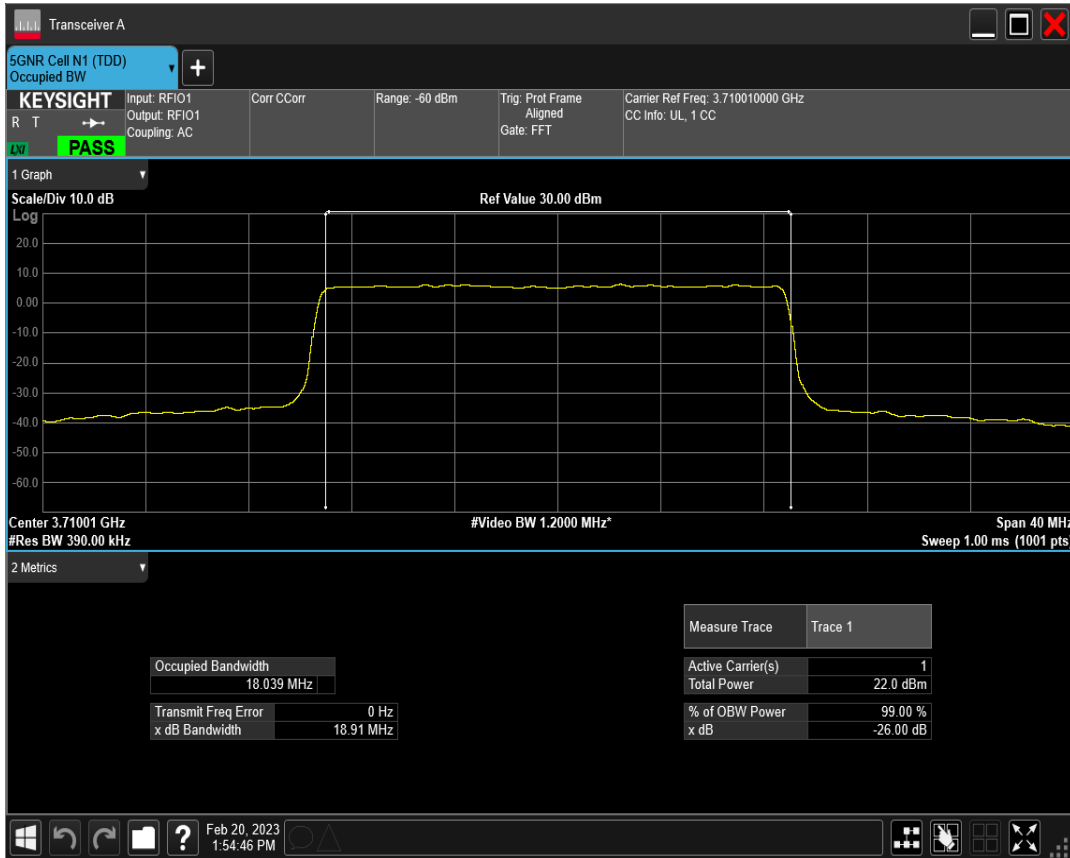 Transceiver A
5GNR Cell N1 (TDD)
Occupied BW
+
KEYSIGHT
R T
LXI
PASS
Input: RFIO1
Output: RFIO1
Coupling: AC
Corr CCorr
Range: -60 dBm
Trig: Prot Frame
Aligned
Gate: FFT
Carrier Ref Freq: 3.710010000 GHz
CC Info: UL, 1 CC
1 Graph
Scale/Div 10.0 dB
Ref Value 30.00 dBm
Log
20.0
10.0
0.00
-10.0
-20.0
-30.0
-40.0
-50.0
-60.0
Center 3.71001 GHz
#Video BW 1.2000 MHz*
Span 40 MHz
#Res BW 390.00 kHz
Sweep 1.00 ms (1001 pts)
2 Metrics
Measure Trace Trace 1
Occupied Bandwidth
18.039 MHz
Transmit Freq Error 0 Hz
x dB Bandwidth 18.91 MHz
Active Carrier(s) 1
Total Power 22.0 dBm
% of OBW Power 99.00 %
x dB -26.00 dB
?
Feb 20, 2023
1:54:46 PM